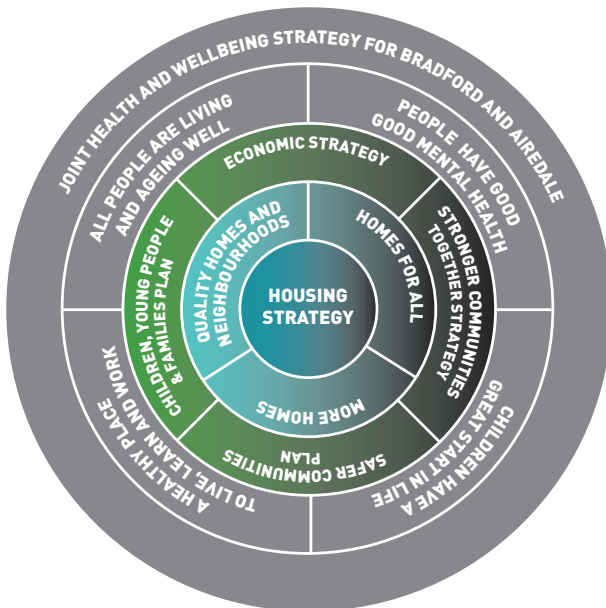 JOINT HEALTH AND WELLBEING STRATEGY FOR BRADFORD AND AIREDALE
ALL PEOPLE ARE LIVING
AND AGEING WELL
PEOPLE HAVE GOOD
GOOD MENTAL HEALTH
ECONOMIC STRATEGY
CHILDREN, YOUNG PEOPLE
& FAMILIES PLAN
STRONGER COMMUNITIES
TOGETHER STRATEGY
QUALITY HOMES AND
NEIGHBOURHOODS
HOMES FOR ALL
HOUSING
STRATEGY
MORE HOMES
SAFER COMMUNITIES
PLAN
A HEALTHY PLACE
TO LIVE, LEARN AND WORK
CHILDREN HAVE A
GREAT START IN LIFE